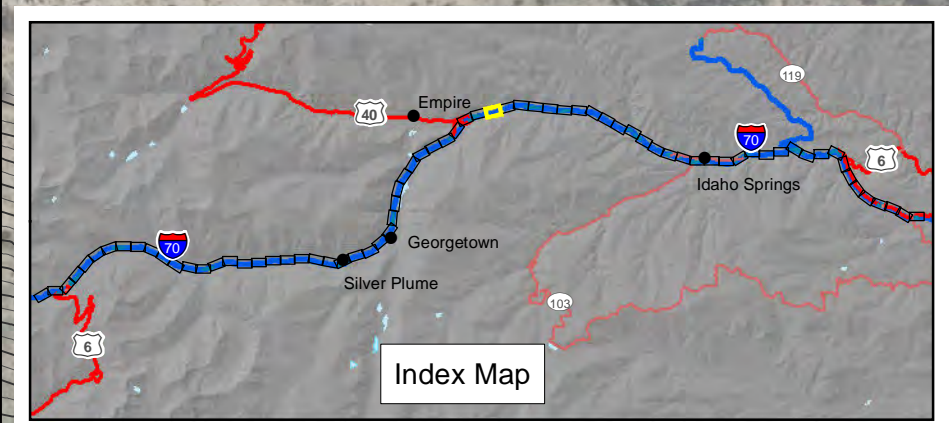 119
Empire
40
70
6
Idaho Springs
Georgetown
70
Silver Plume
103
6
Index Map